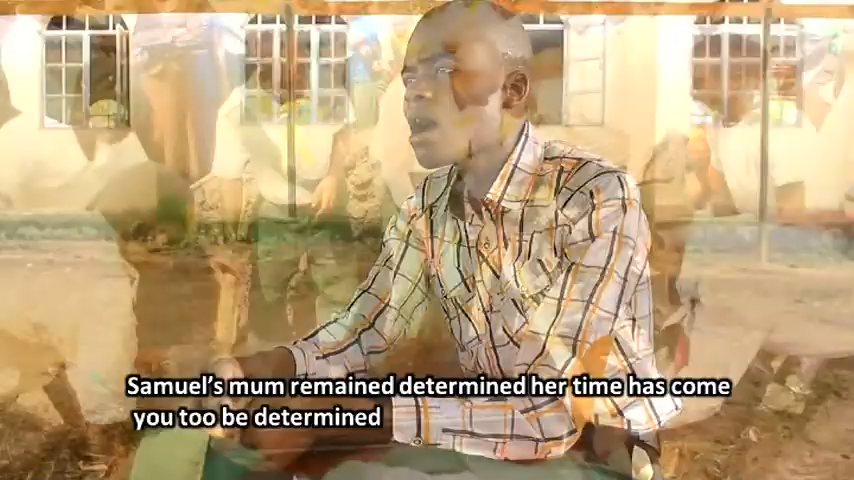 Samuel's mum remained determined her time has come
you too be determined